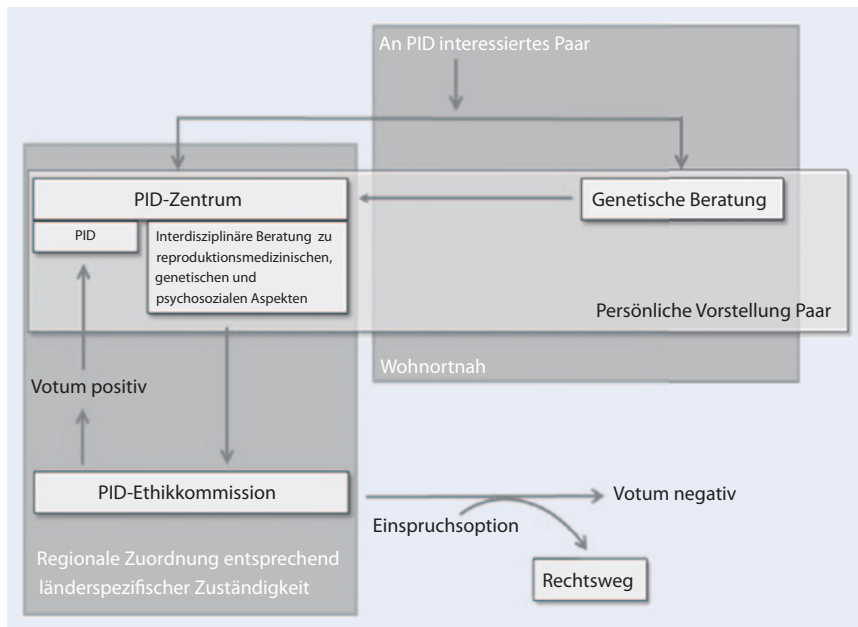 An PID interessiertes Paar
PID-Zentrum
Genetische Beratung
PID
Interdisziplinäre Beratung zu
reproduktionsmedizinischen,
genetischen und
psychosozialen Aspekten
Persönliche Vorstellung Paar
Wohnortnah
Votum positiv
PID-Ethikkommission
Votum negativ
Einspruchsoption
Regionale Zuordnung entsprechend
länderspezifischer Zuständigkeit
Rechtsweg